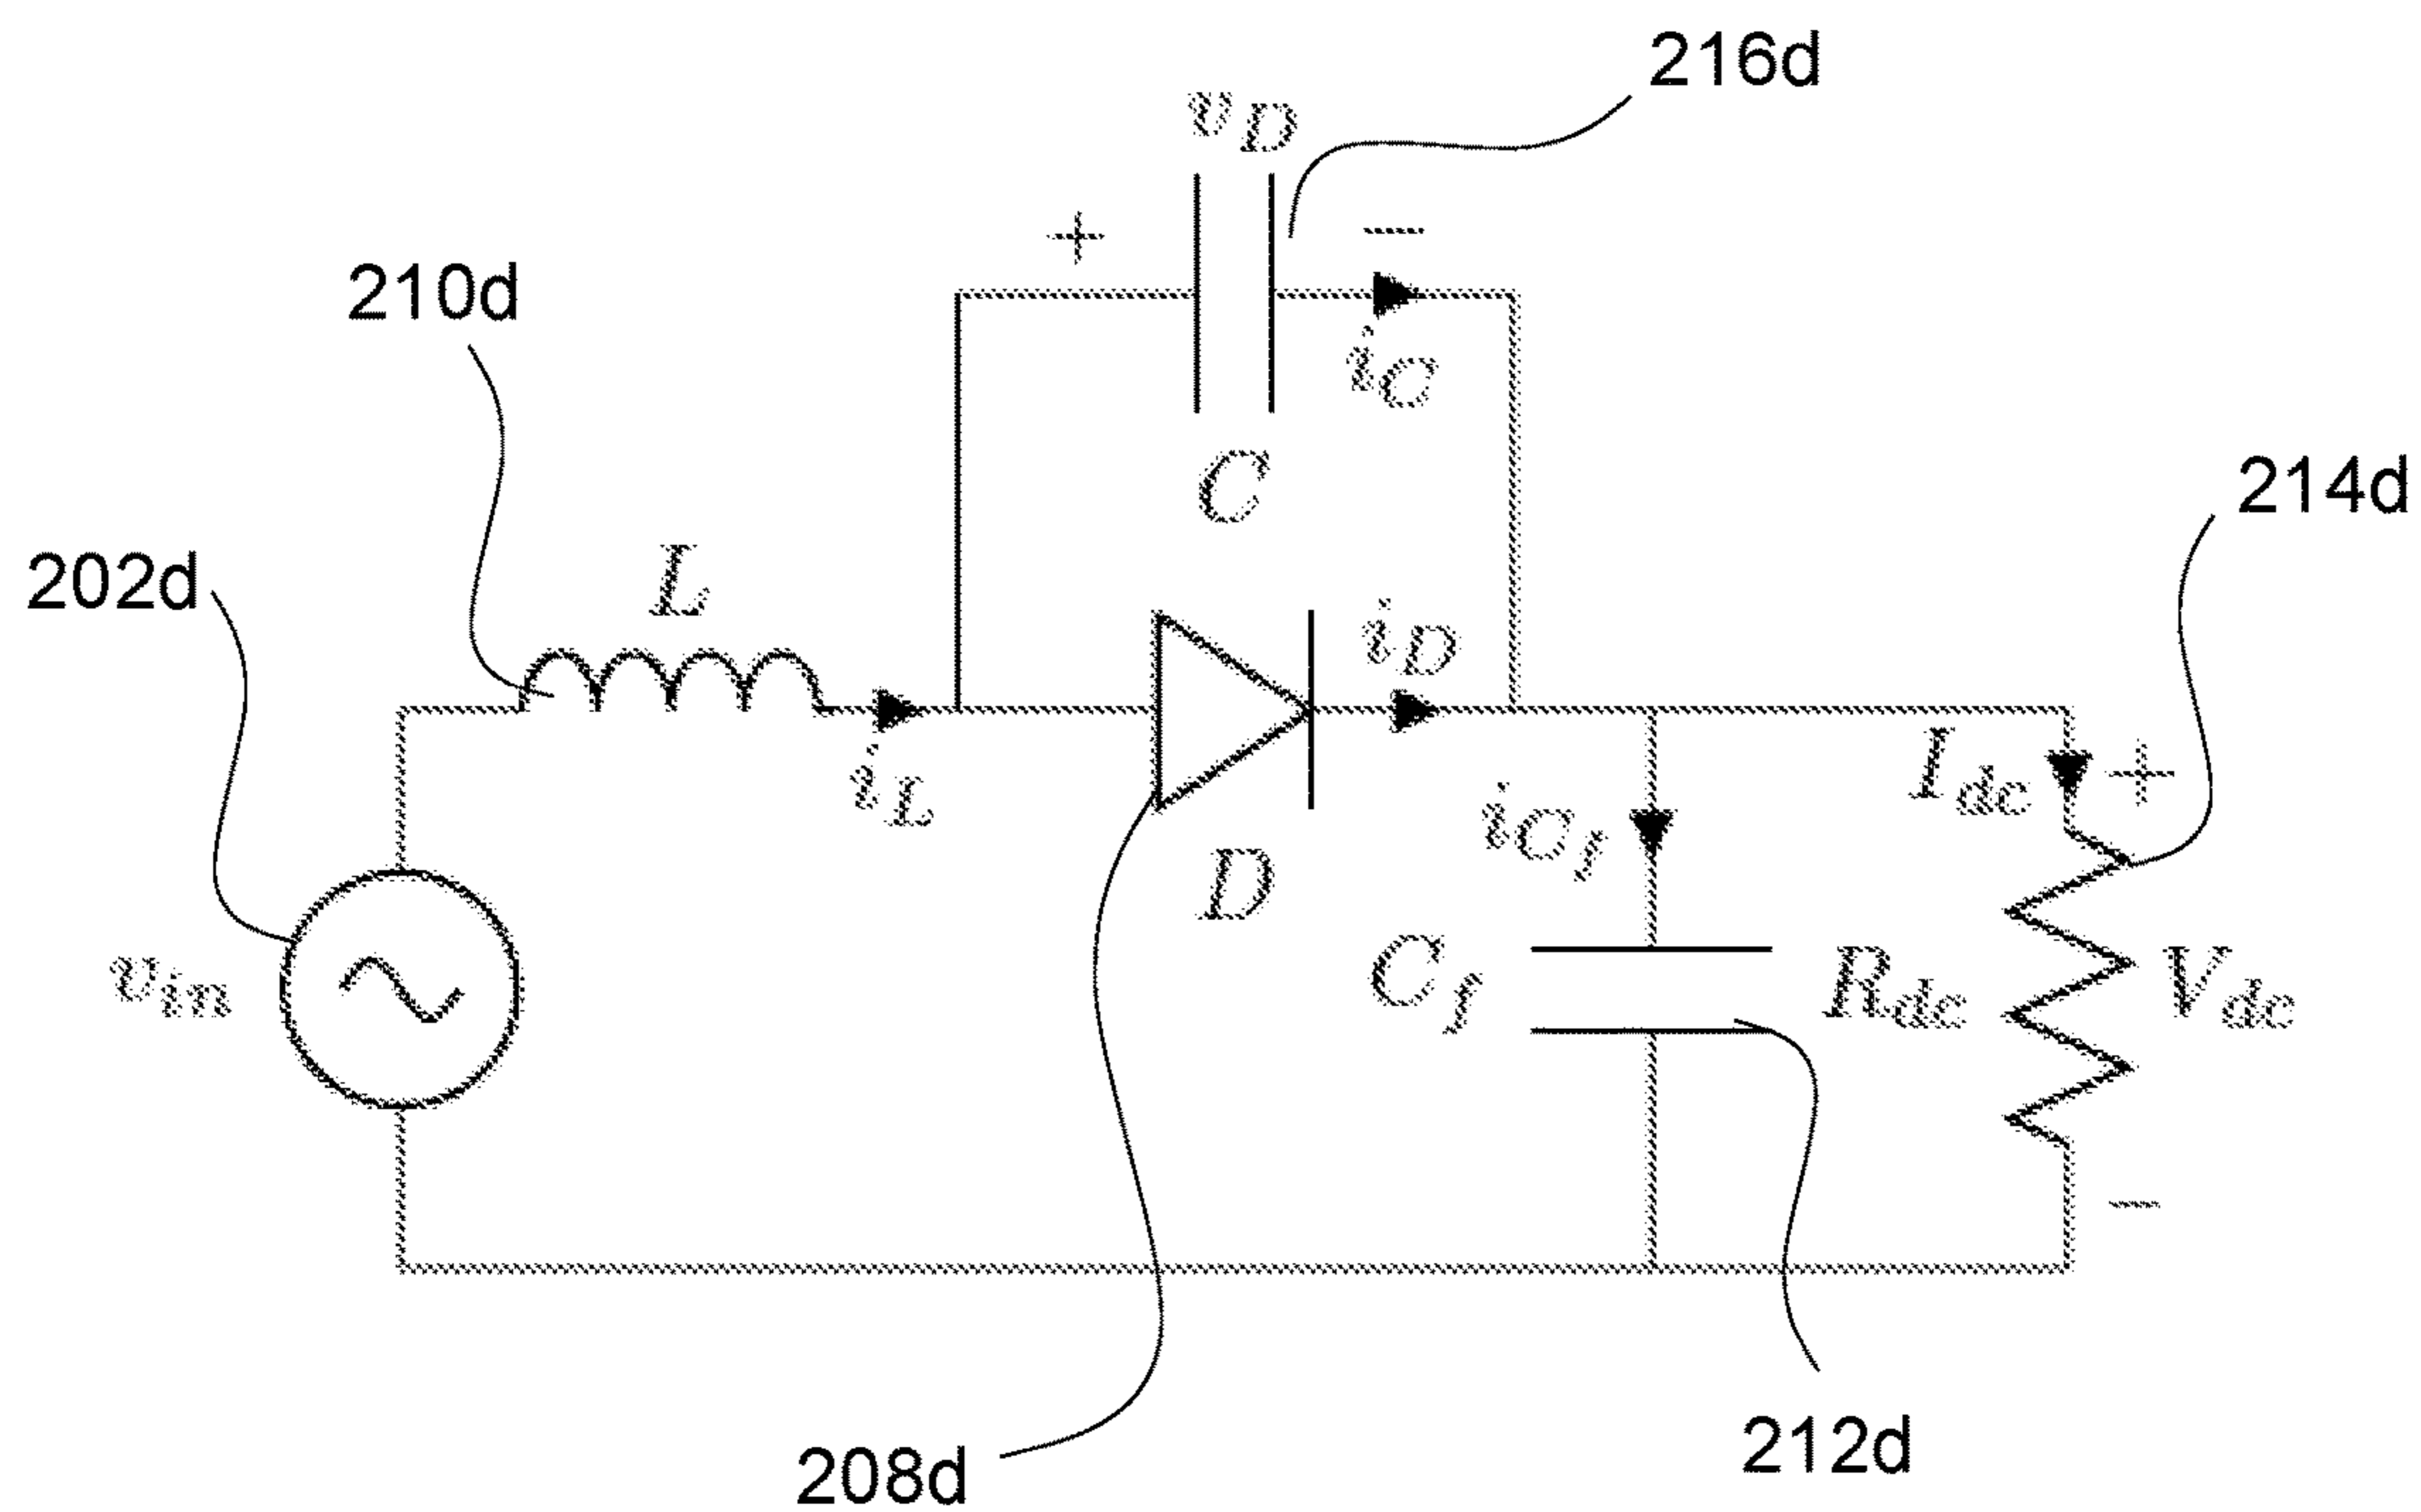 216d
v_D
+ −
210d
i_C
C
214d
202d
L
i_D
I_dc
+
i_L
i_Cf
D
v_in
C_f
R_dc
V_dc
−
208d
212d